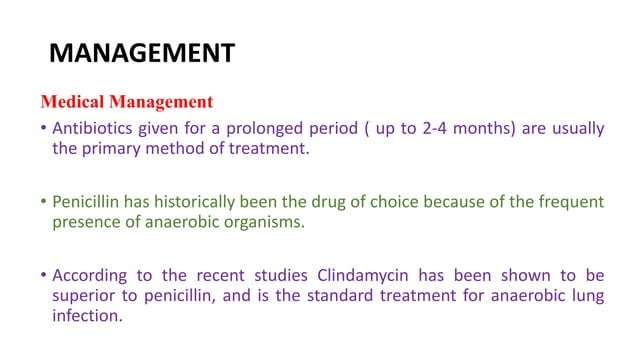 MANAGEMENT
Medical Management
• Antibiotics given for a prolonged period ( up to 2-4 months) are usually
the primary method of treatment.
• Penicillin has historically been the drug of choice because of the frequent
presence of anaerobic organisms.
• According to the recent studies Clindamycin has been shown to be
superior to penicillin, and is the standard treatment for anaerobic lung
infection.